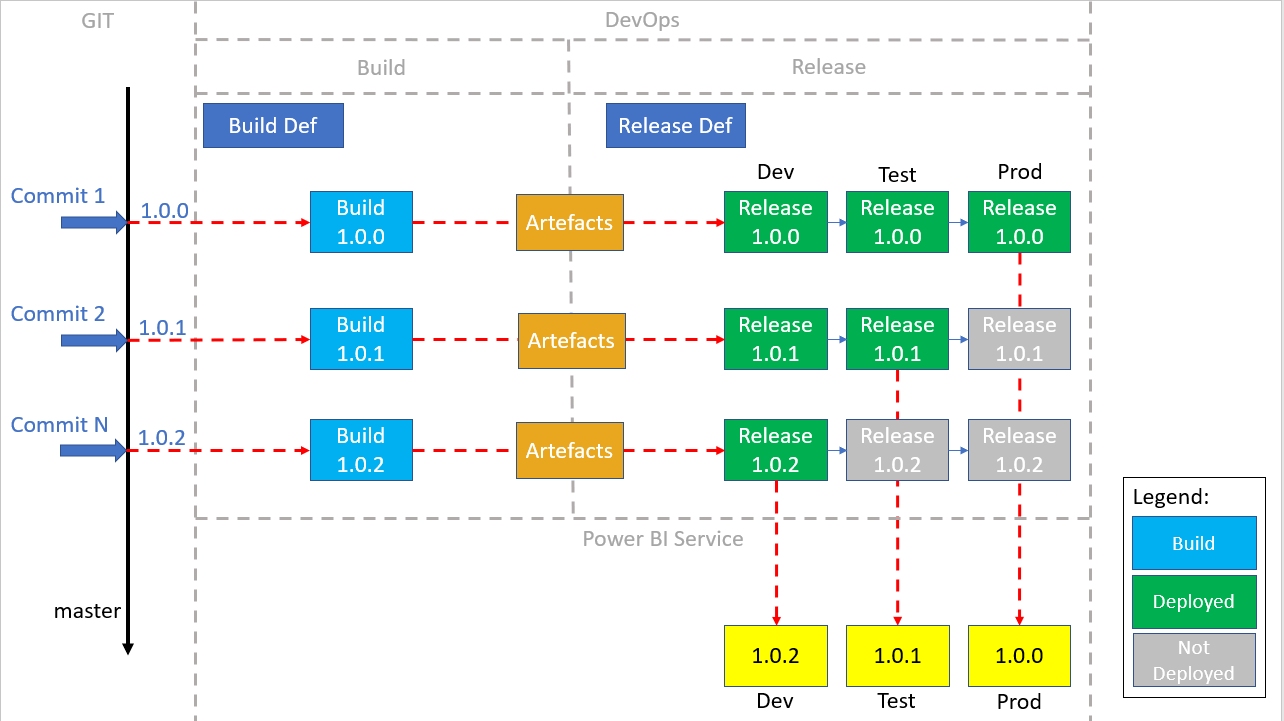 GIT
DevOps
Build
Release
Build Def
Release Def
Dev
Test
Prod
Commit 1
1.0.0
Build
1.0.0
Artefacts
Release
1.0.0
Release
1.0.0
Release
1.0.0
Commit 2
1.0.1
Build
1.0.1
Artefacts
Release
1.0.1
Release
1.0.1
Release
1.0.1
Commit N
1.0.2
Build
1.0.2
Artefacts
Release
1.0.2
Release
1.0.2
Release
1.0.2
Power BI Service
master
1.0.2
1.0.1
1.0.0
Dev
Test
Prod
Legend:
Build
Deployed
Not
Deployed